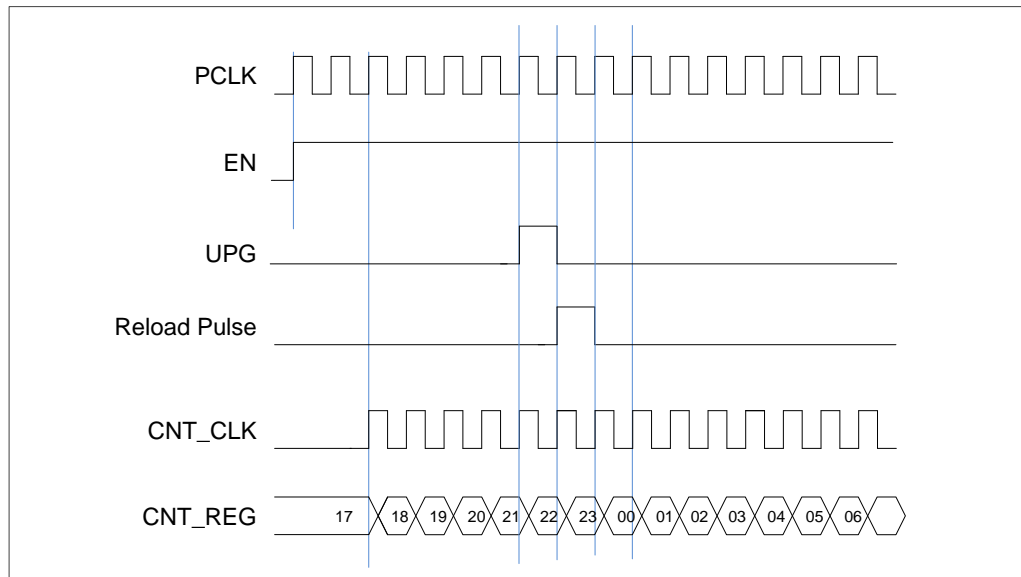 PCLK
EN
UPG
Reload Pulse
CNT_CLK
CNT_REG 17 18 19 20 21 22 23 00 01 02 03 04 05 06